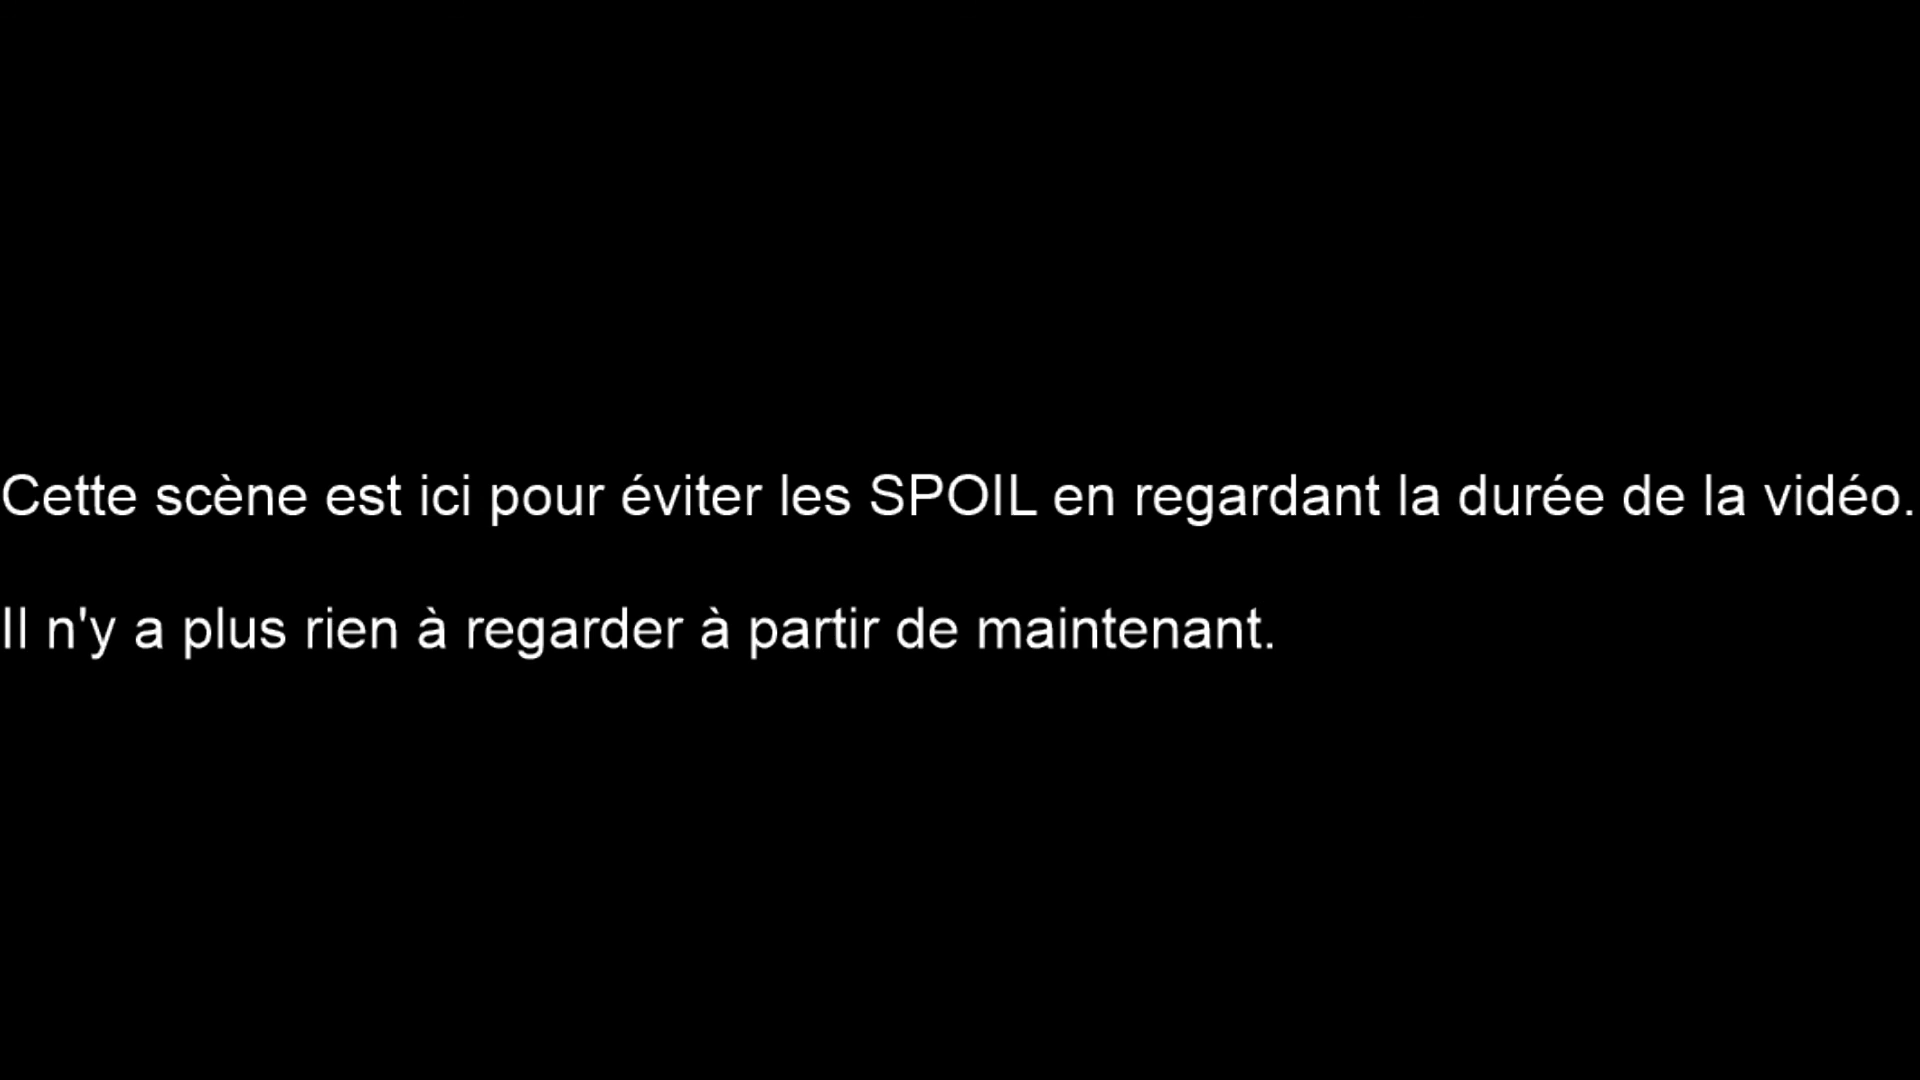 Cette scène est ici pour éviter les SPOIL en regardant la durée de la vidéo.
Il n'y a plus rien à regarder à partir de maintenant.